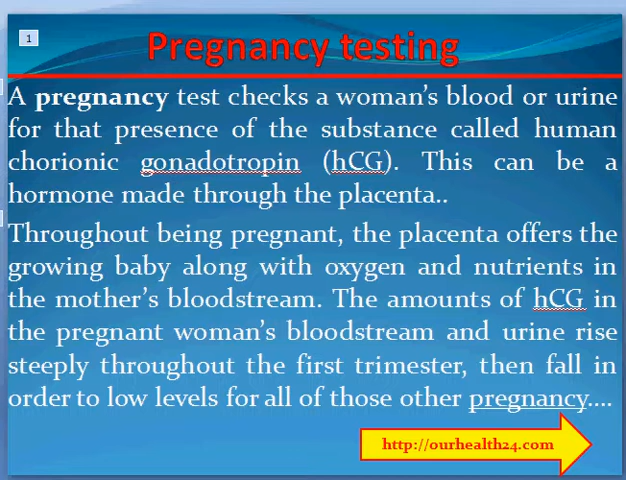 1
Pregnancy testing
A pregnancy test checks a woman's blood or urine
for that presence of the substance called human
chorionic gonadotropin (hCG). This can be a
hormone made through the placenta..
Throughout being pregnant, the placenta offers the
growing baby along with oxygen and nutrients in
the mother's bloodstream. The amounts of hCG in
the pregnant woman's bloodstream and urine rise
steeply throughout the first trimester, then fall in
order to low levels for all of those other pregnancy....
http://ourhealth24.com